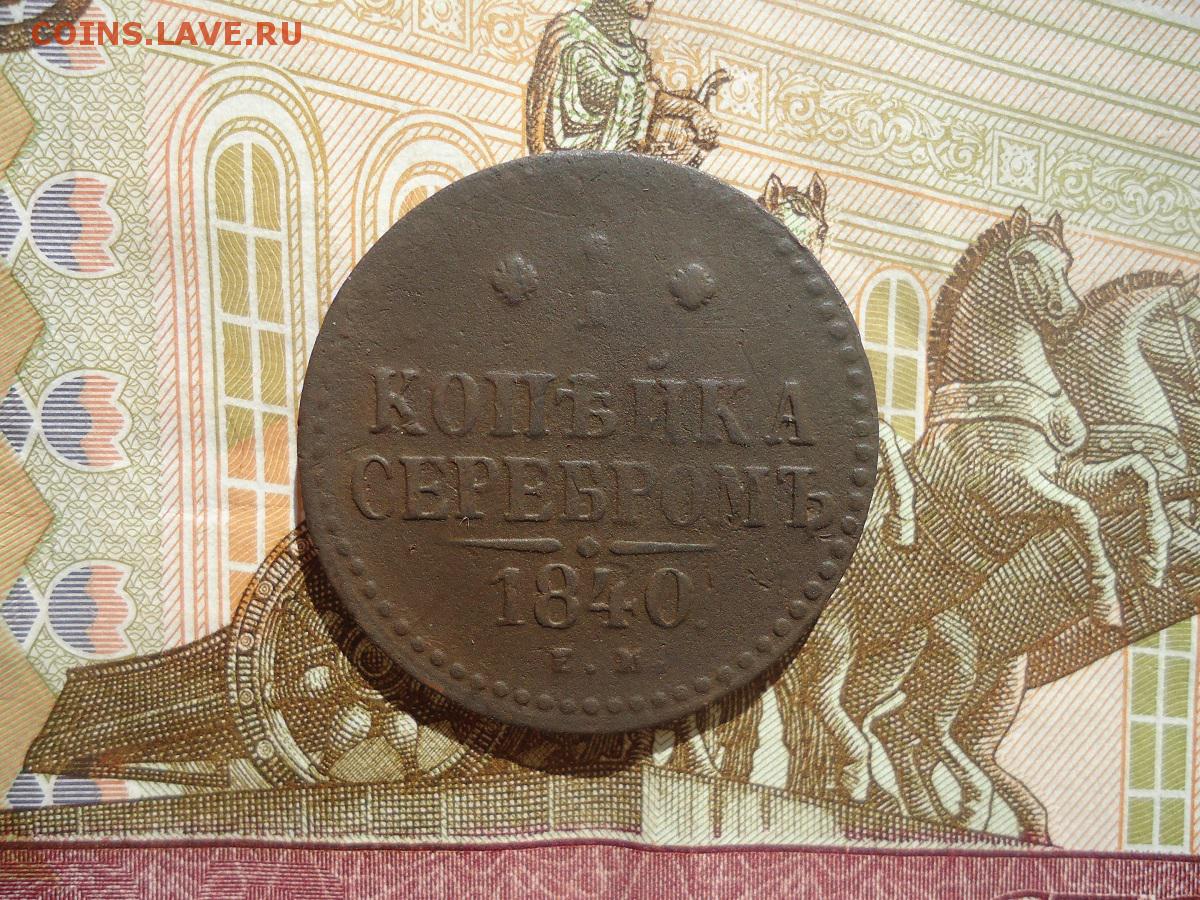 COINS.LAVE.RU
1
КОПѢЙКА
СЕРЕБРОМЪ
1840
Е.М.